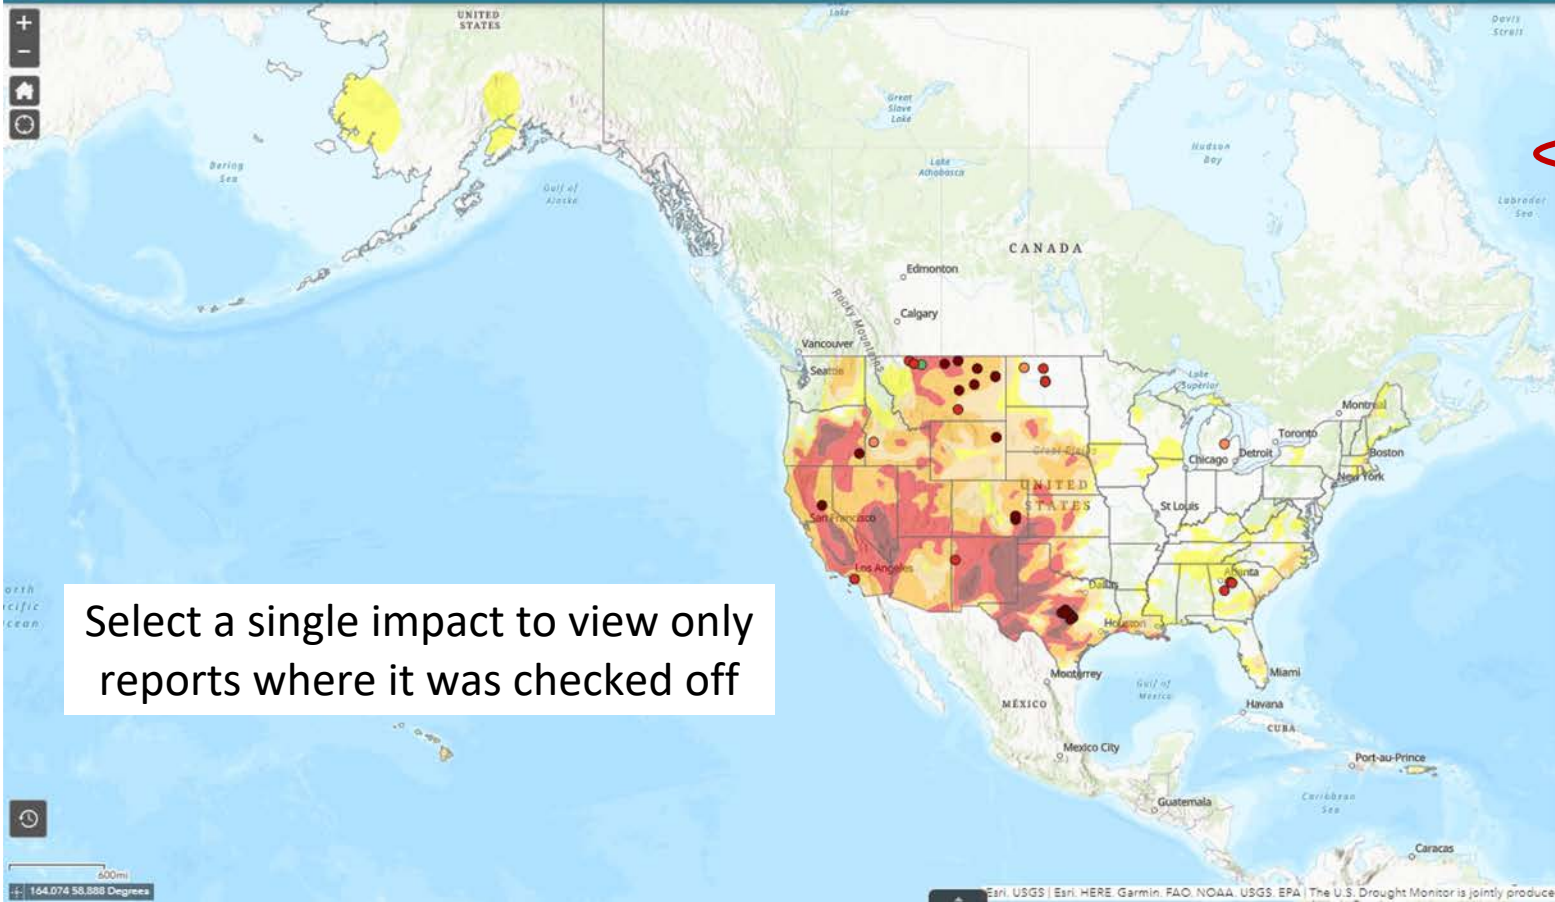 UNITED
STATES
Lake
Davis
Strait
Great
Slave
Lake
Hudson
Bay
Bering
Sea
Lake
Athabasca
Gulf of
Alaska
Labrador
Sea
CANADA
Edmonton
Rocky Mountains
Calgary
Vancouver
Seattle
Lake
Superior
Montreal
Toronto
Great Plains
Chicago
Detroit
Boston
New York
UNITED
STATES
St Louis
San Francisco
Los Angeles
Atlanta
Dallas
Houston
Select a single impact to view only
reports where it was checked off
Monterrey
Gulf of
Mexico
Miami
MÉXICO
Havana
CUBA
Mexico City
Port-au-Prince
Guatemala
Caribbean
Sea
Caracas
600mi
164.074 58.888 Degrees
Esri, USGS | Esri, HERE, Garmin, FAO, NOAA, USGS, EPA | The U.S. Drought Monitor is jointly produce